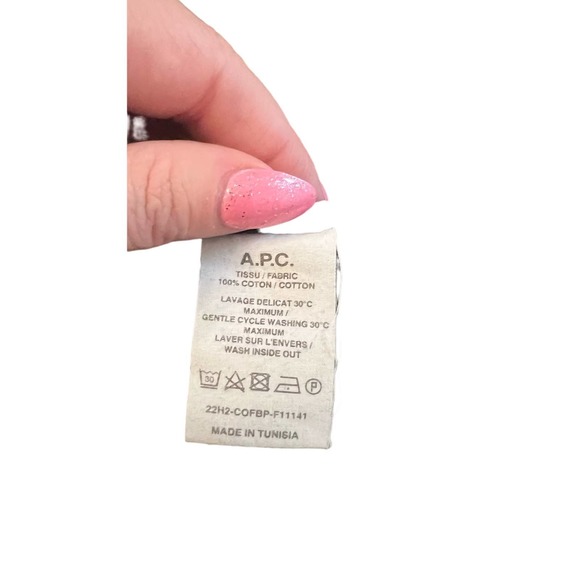 A.P.C.
TISSU / FABRIC
100% COTON / COTTON
LAVAGE DELICAT 30°C
MAXIMUM /
GENTLE CYCLE WASHING 30°C
MAXIMUM
LAVER SUR L'ENVERS /
WASH INSIDE OUT
30 P
22H2-COFBP-F11141
MADE IN TUNISIA